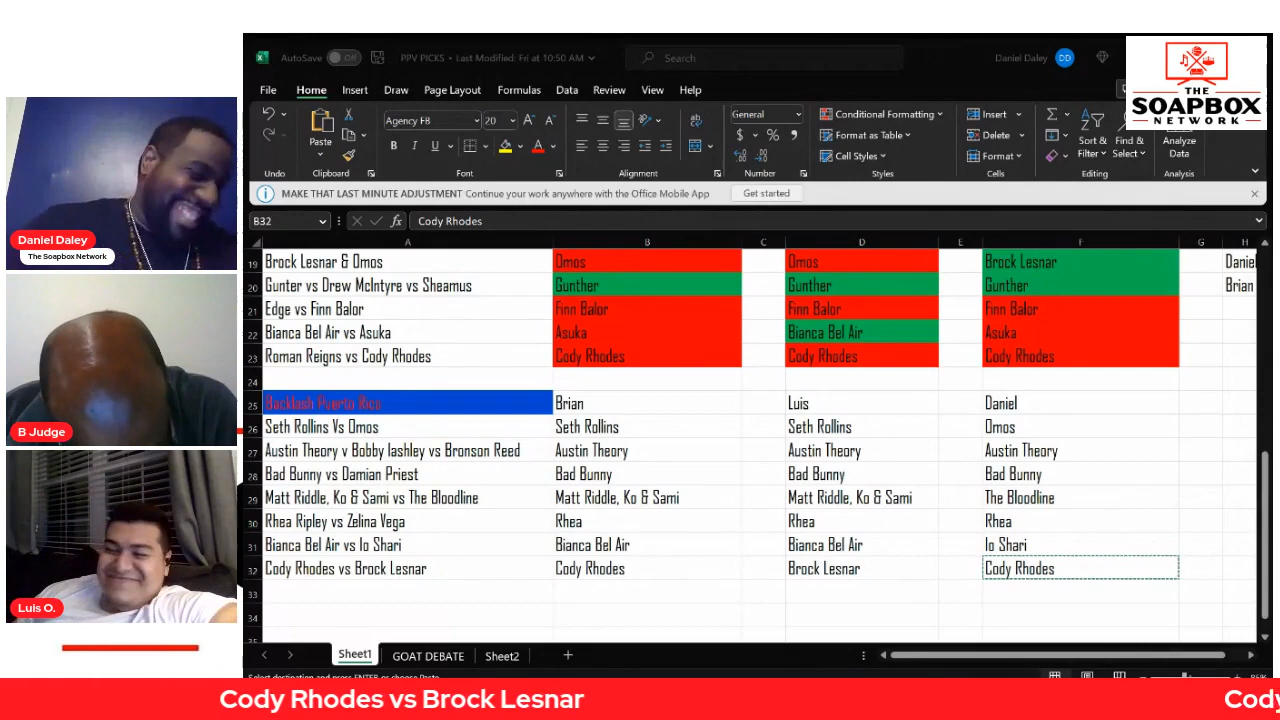 AutoSave Off PPV PICKS • Last Modified: Fri at 10:50 AM Search Daniel Daley DD
THE
SOAPBOX
NETWORK
File Home Insert Draw Page Layout Formulas Data Review View Help
Paste
Agency FB 20
B I U
General
$ %
Conditional Formatting
Format as Table
Cell Styles
Insert
Delete
Format
Sort & Filter
Find & Select
Analyze Data
Undo Clipboard Font Alignment Number Styles Cells Editing Analysis
MAKE THAT LAST MINUTE ADJUSTMENT Continue your work anywhere with the Office Mobile App Get started
B32 fx Cody Rhodes
A B C D E F G H
19 Brock Lesnar & Omos Omos Omos Brock Lesnar Daniel
20 Gunter vs Drew McIntyre vs Sheamus Gunther Gunther Gunther Brian
21 Edge vs Finn Balor Finn Balor Finn Balor Finn Balor
22 Bianca Bel Air vs Asuka Asuka Bianca Bel Air Asuka
23 Roman Reigns vs Cody Rhodes Cody Rhodes Cody Rhodes Cody Rhodes
24
25 Backlash Puerto Rico Brian Luis Daniel
26 Seth Rollins Vs Omos Seth Rollins Seth Rollins Omos
27 Austin Theory v Bobby lashley vs Bronson Reed Austin Theory Austin Theory Austin Theory
28 Bad Bunny vs Damian Priest Bad Bunny Bad Bunny Bad Bunny
29 Matt Riddle, Ko & Sami vs The Bloodline Matt Riddle, Ko & Sami Matt Riddle, Ko & Sami The Bloodline
30 Rhea Ripley vs Zelina Vega Rhea Rhea Rhea
31 Bianca Bel Air vs Io Shari Bianca Bel Air Bianca Bel Air Io Shari
32 Cody Rhodes vs Brock Lesnar Cody Rhodes Brock Lesnar Cody Rhodes
33
34
Sheet1 GOAT DEBATE Sheet2
Daniel Daley
The Soapbox Network
B Judge
Luis O.
Cody Rhodes vs Brock Lesnar Cody